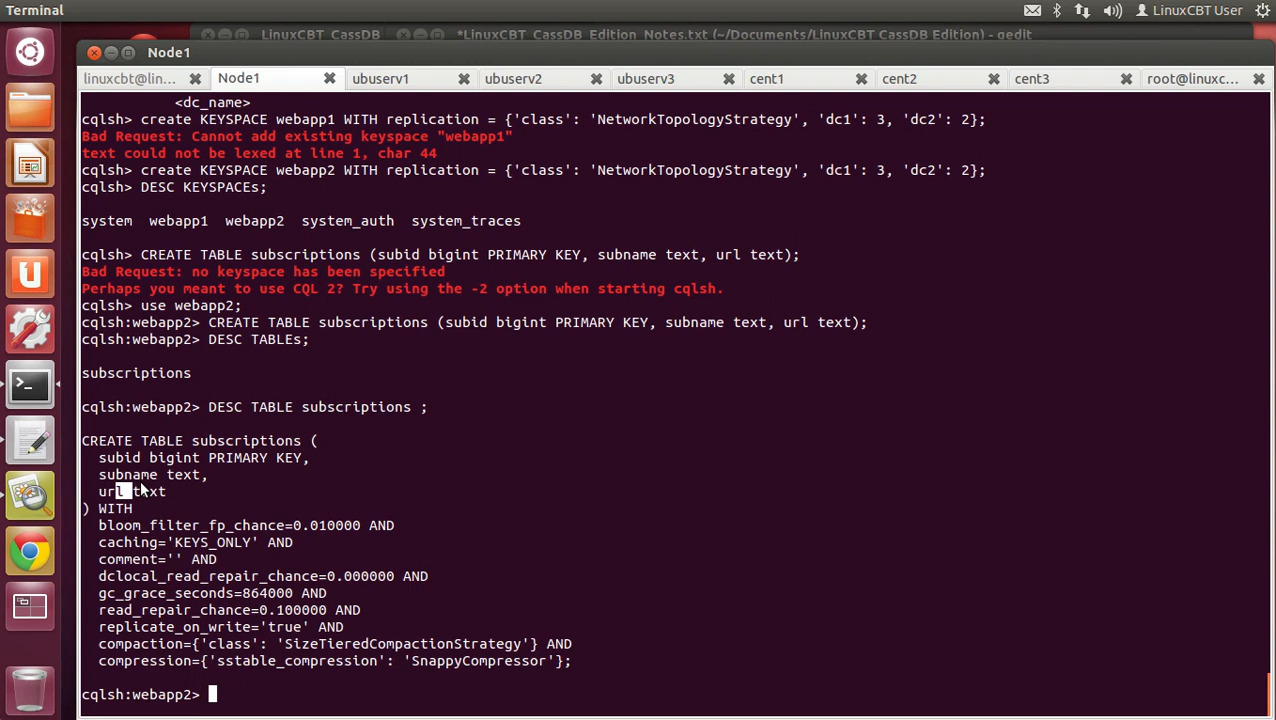 Terminal
LinuxCBT User
LinuxCBT_CassDB
*LinuxCBT_CassDB_Edition_Notes.txt (~/Documents/LinuxCBT CassDB Edition) - gedit
Node1
linuxcbt@lin... Node1 ubuserv1 ubuserv2 ubuserv3 cent1 cent2 cent3 root@linuxc...
<dc_name>
cqlsh> create KEYSPACE webapp1 WITH replication = {'class': 'NetworkTopologyStrategy', 'dc1': 3, 'dc2': 2};
Bad Request: Cannot add existing keyspace "webapp1"
text could not be lexed at line 1, char 44
cqlsh> create KEYSPACE webapp2 WITH replication = {'class': 'NetworkTopologyStrategy', 'dc1': 3, 'dc2': 2};
cqlsh> DESC KEYSPACEs;
system  webapp1  webapp2  system_auth  system_traces
cqlsh> CREATE TABLE subscriptions (subid bigint PRIMARY KEY, subname text, url text);
Bad Request: no keyspace has been specified
Perhaps you meant to use CQL 2? Try using the -2 option when starting cqlsh.
cqlsh> use webapp2;
cqlsh:webapp2> CREATE TABLE subscriptions (subid bigint PRIMARY KEY, subname text, url text);
cqlsh:webapp2> DESC TABLEs;
subscriptions
cqlsh:webapp2> DESC TABLE subscriptions ;
CREATE TABLE subscriptions (
subid bigint PRIMARY KEY,
subname text,
url text
) WITH
bloom_filter_fp_chance=0.010000 AND
caching='KEYS_ONLY' AND
comment='' AND
dclocal_read_repair_chance=0.000000 AND
gc_grace_seconds=864000 AND
read_repair_chance=0.100000 AND
replicate_on_write='true' AND
compaction={'class': 'SizeTieredCompactionStrategy'} AND
compression={'sstable_compression': 'SnappyCompressor'};
cqlsh:webapp2>